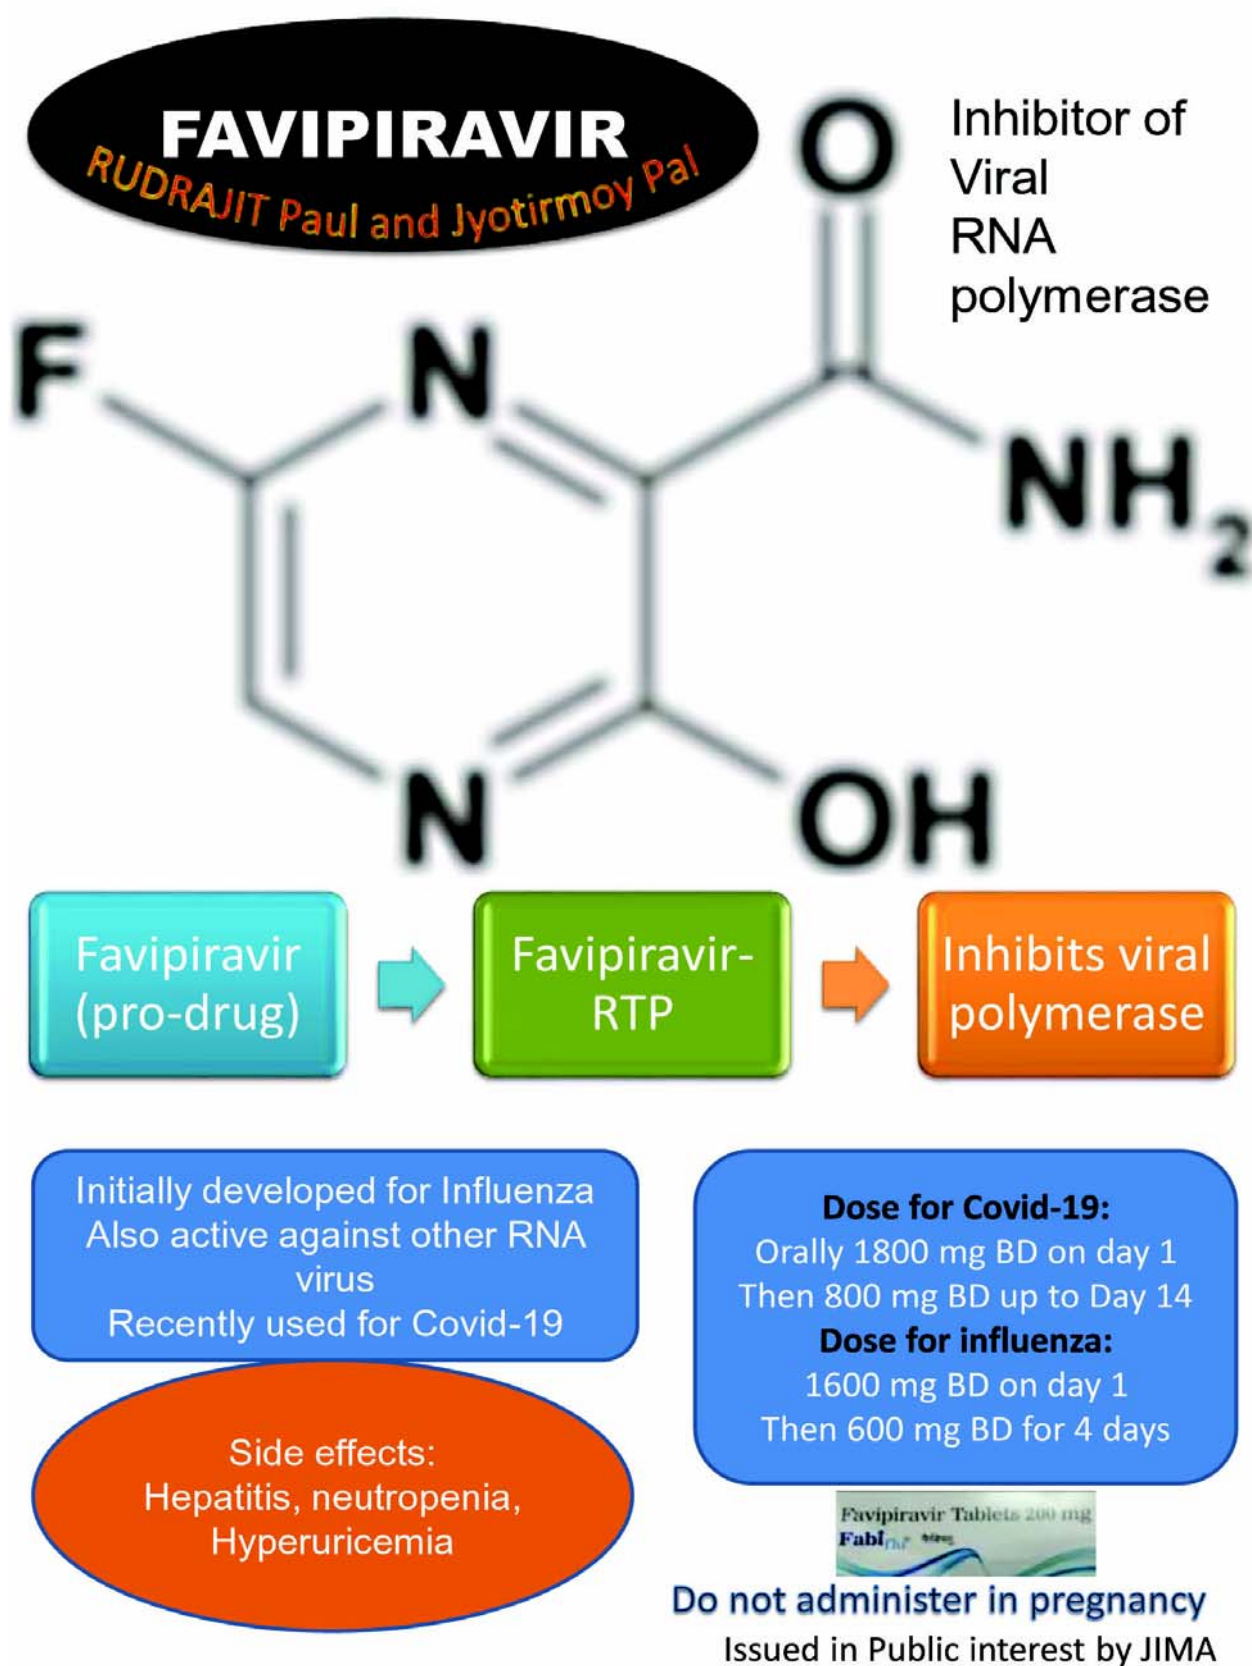 FAVIPIRAVIR
RUDRAJIT Paul and Jyotirmoy Pal
Inhibitor of
Viral
RNA
polymerase
O
F
N
NH2
N
OH
Favipiravir
(pro-drug)
Favipiravir-
RTP
Inhibits viral
polymerase
Initially developed for Influenza
Also active against other RNA
virus
Recently used for Covid-19
Side effects:
Hepatitis, neutropenia,
Hyperuricemia
Dose for Covid-19:
Orally 1800 mg BD on day 1
Then 800 mg BD up to Day 14
Dose for influenza:
1600 mg BD on day 1
Then 600 mg BD for 4 days
Favipiravir Tablets 200 mg
Do not administer in pregnancy
Issued in Public interest by JIMA